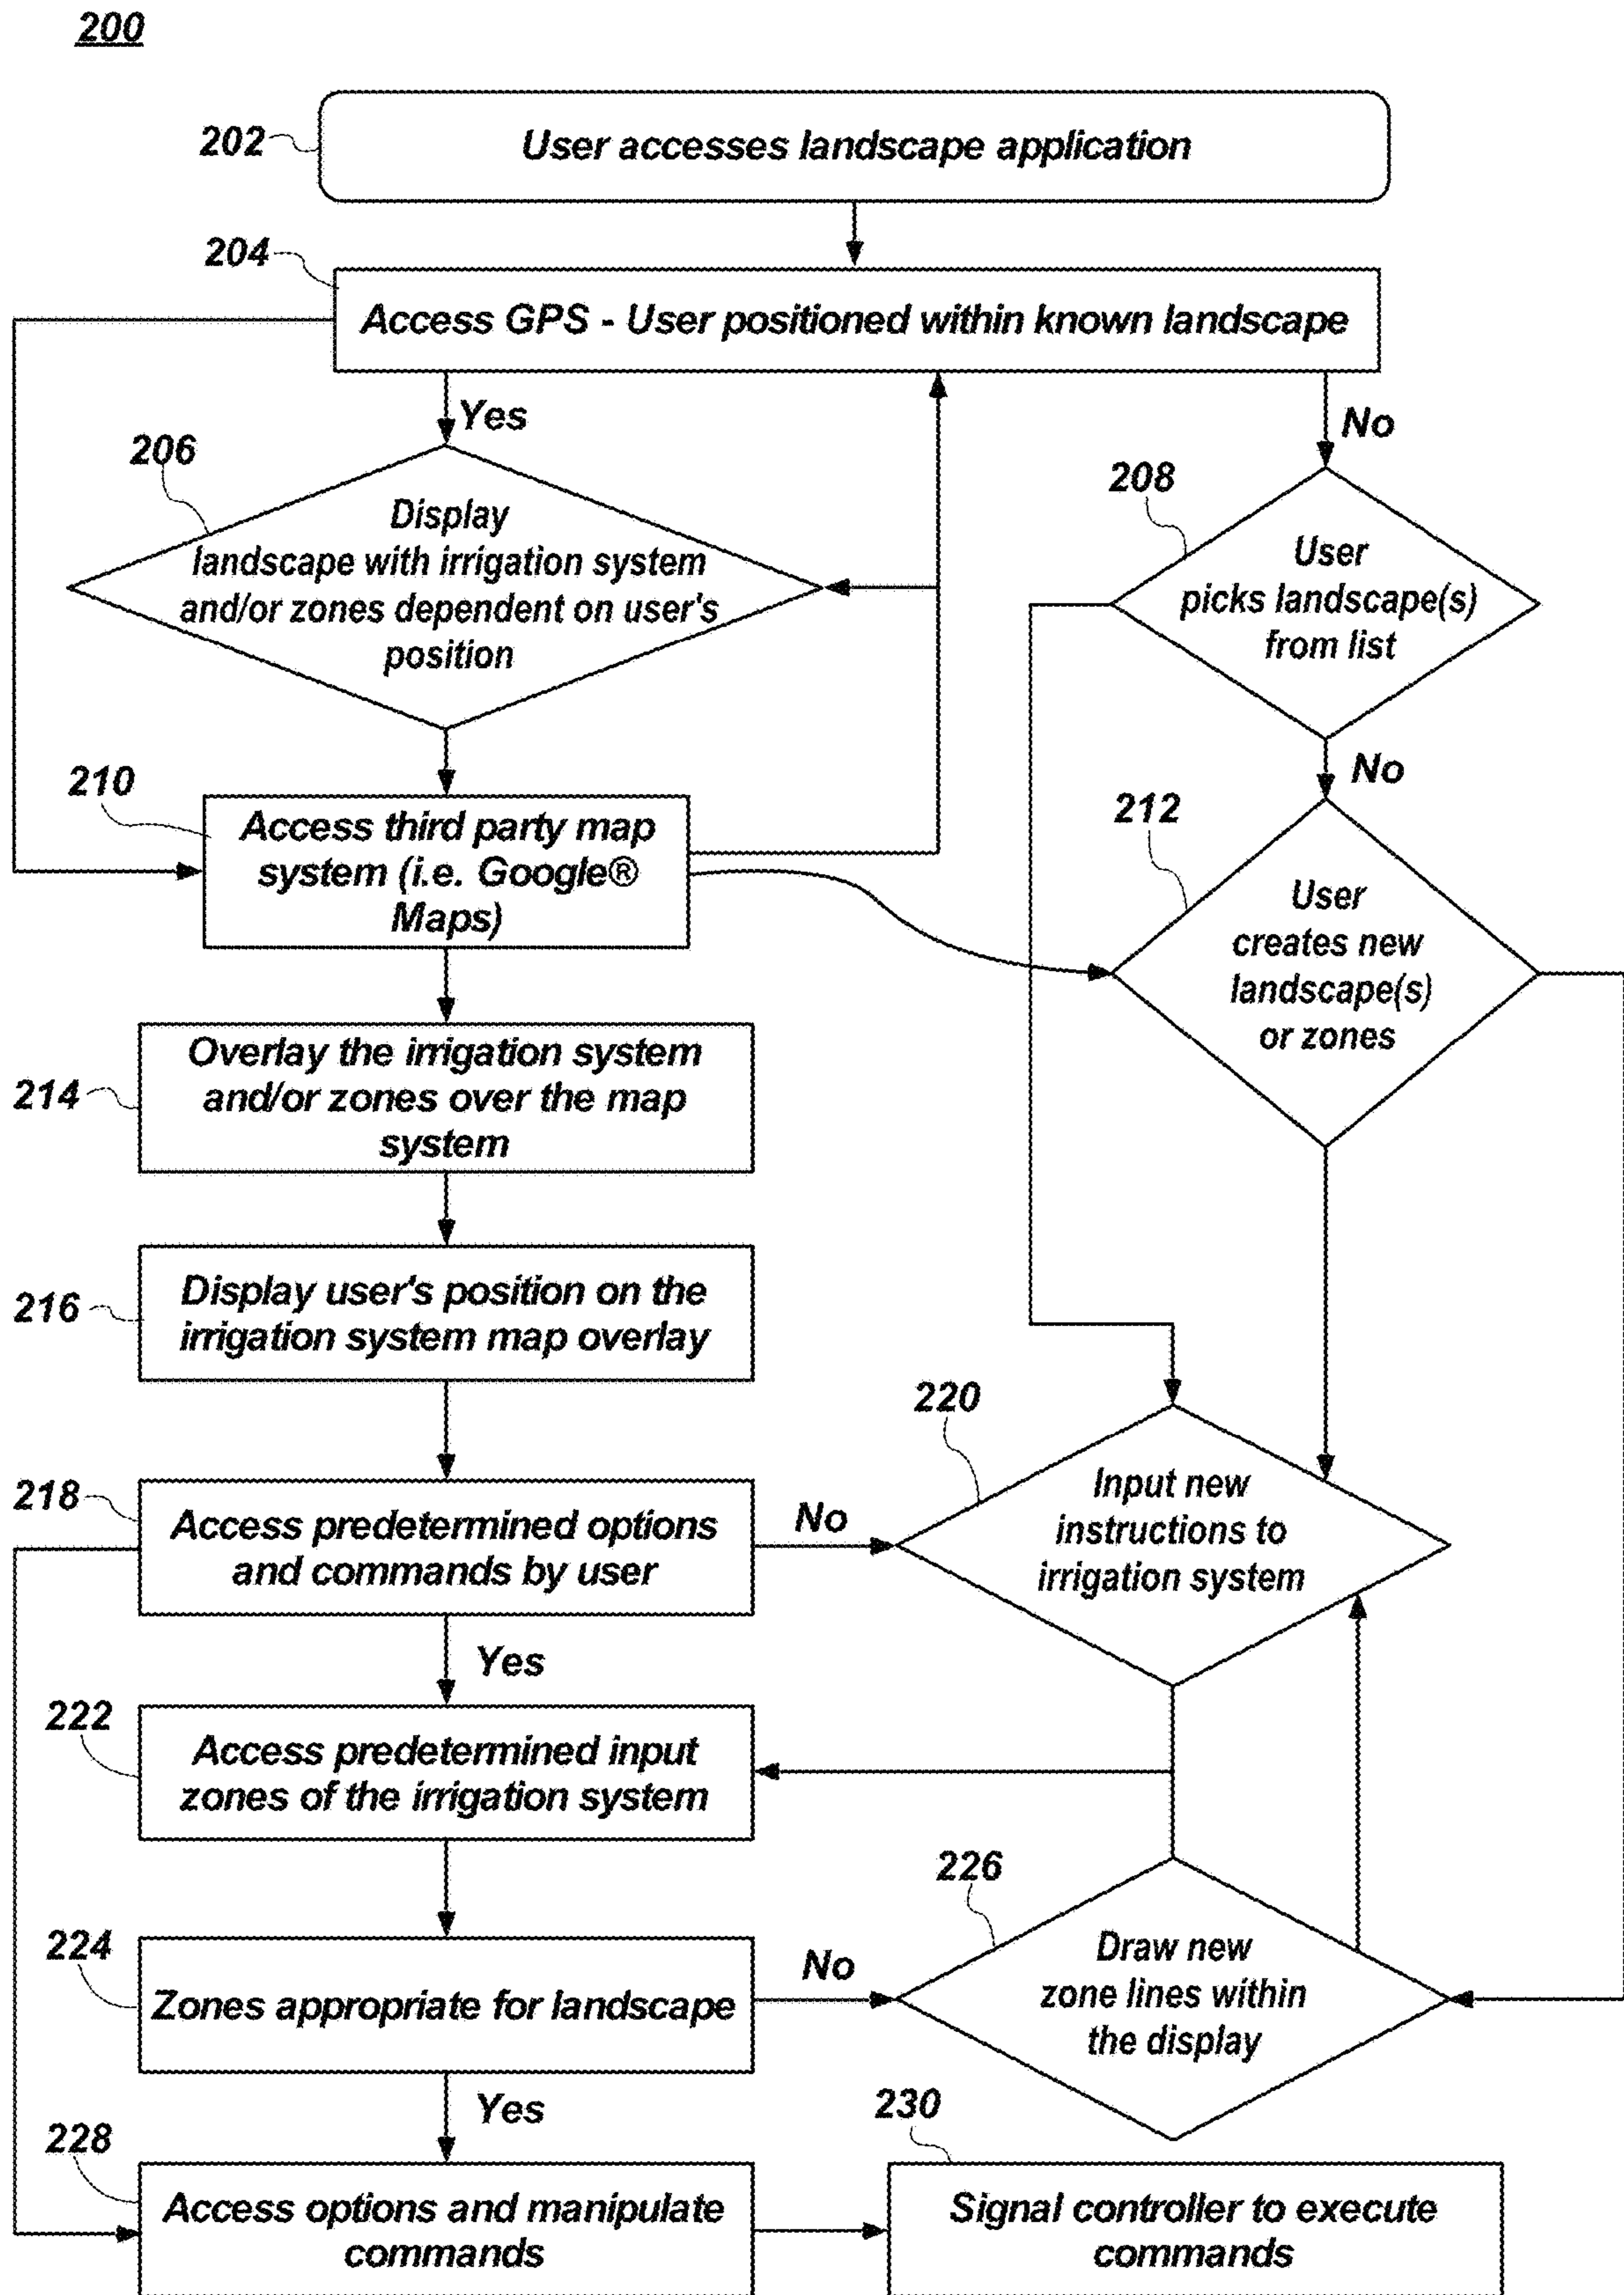 200
202
User accesses landscape application
204
Access GPS - User positioned within known landscape
Yes
No
206
Display
landscape with irrigation system
and/or zones dependent on user's
position
208
User
picks landscape(s)
from list
No
210
Access third party map
system (i.e. Google®
Maps)
212
User
creates new
landscape(s)
or zones
214
Overlay the irrigation system
and/or zones over the map
system
216
Display user's position on the
irrigation system map overlay
218
Access predetermined options
and commands by user
No
220
Input new
instructions to
irrigation system
Yes
222
Access predetermined input
zones of the irrigation system
224
Zones appropriate for landscape
No
226
Draw new
zone lines within
the display
Yes
228
Access options and manipulate
commands
230
Signal controller to execute
commands